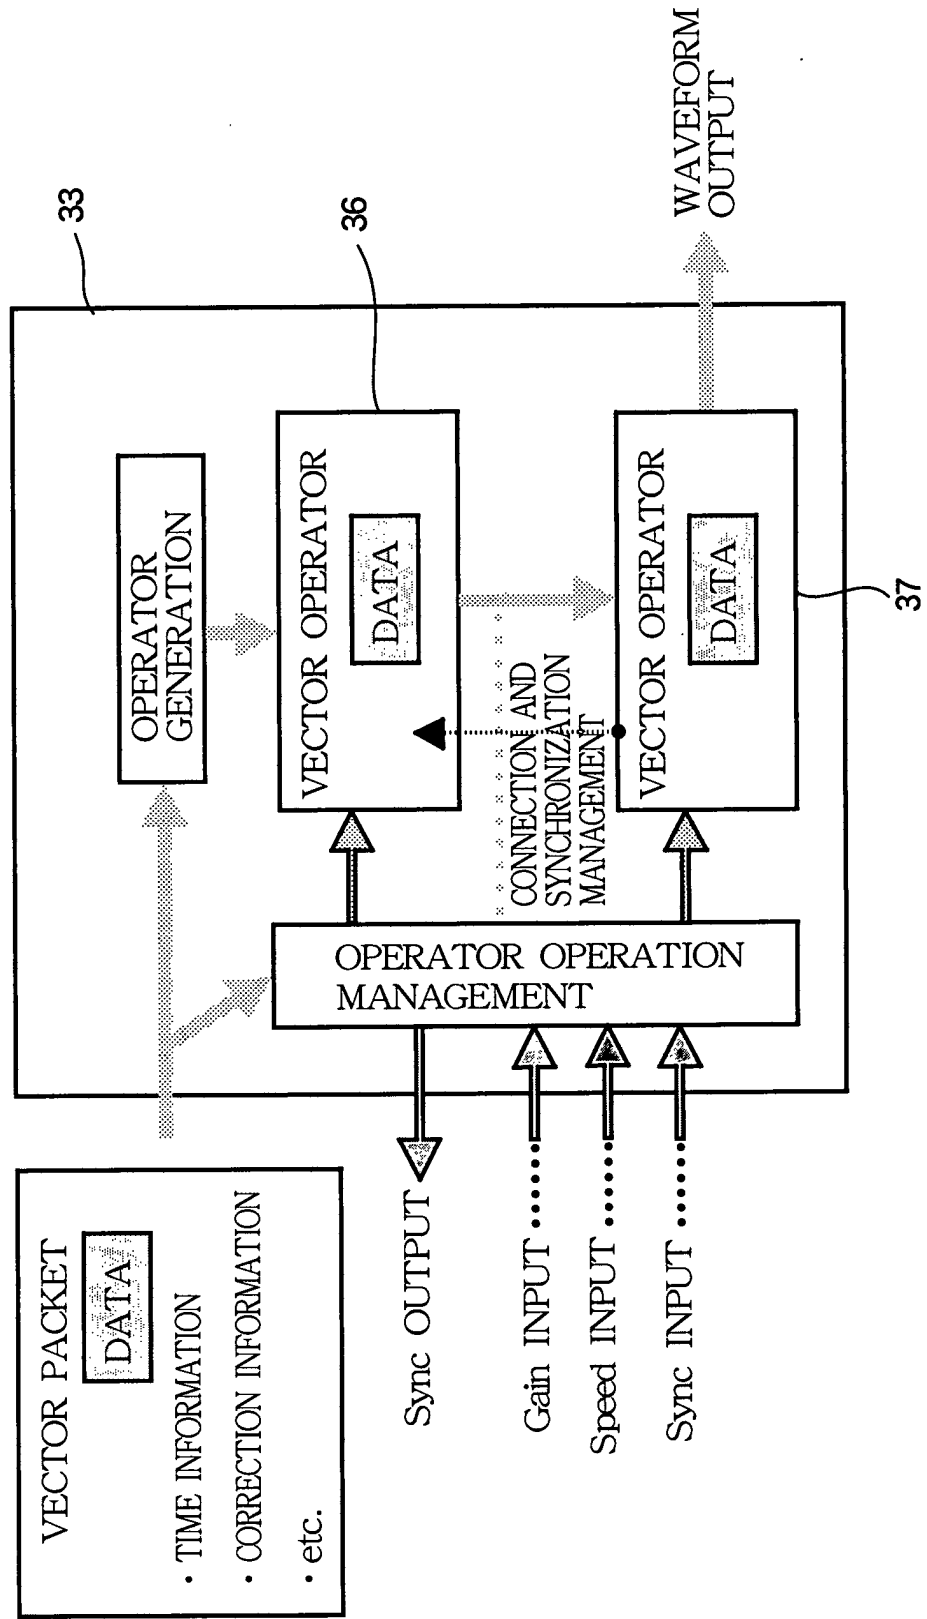 VECTOR PACKET
DATA
· TIME INFORMATION
· CORRECTION INFORMATION
· etc.
33
OPERATOR
GENERATION
36
VECTOR OPERATOR
DATA
CONNECTION AND
SYNCHRONIZATION
MANAGEMENT
VECTOR OPERATOR
DATA
37
OPERATOR OPERATION
MANAGEMENT
Sync OUTPUT
Gain INPUT
Speed INPUT
Sync INPUT
WAVEFORM
OUTPUT